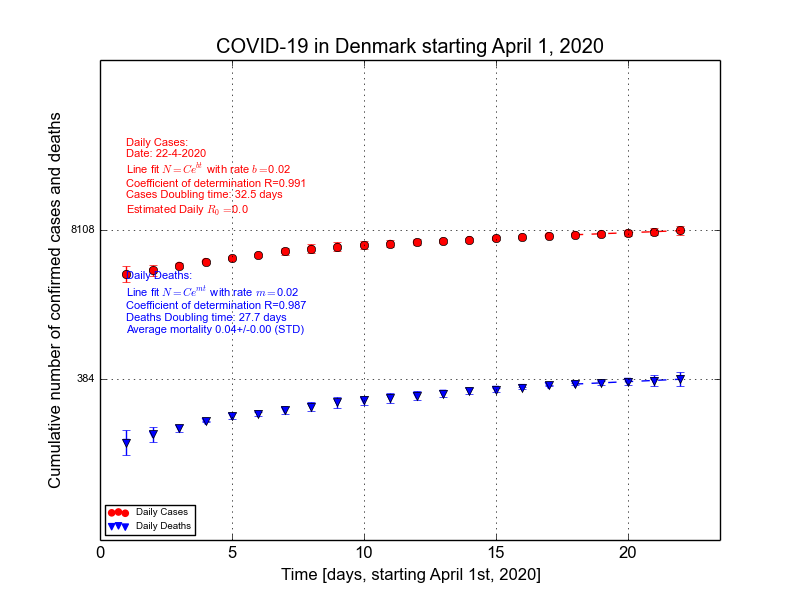 COVID-19 in Denmark starting April 1, 2020
Cumulative number of confirmed cases and deaths
Daily Cases:
Date: 22-4-2020
Line fit N=Ce^{bt} with rate b=0.02
Coefficient of determination R=0.991
Cases Doubling time: 32.5 days
Estimated Daily R_0=0.0
8108
Daily Deaths:
Line fit N=Ce^{mt} with rate m=0.02
Coefficient of determination R=0.987
Deaths Doubling time: 27.7 days
Average mortality 0.04+/-0.00 (STD)
384
Daily Cases
Daily Deaths
0 5 10 15 20
Time [days, starting April 1st, 2020]